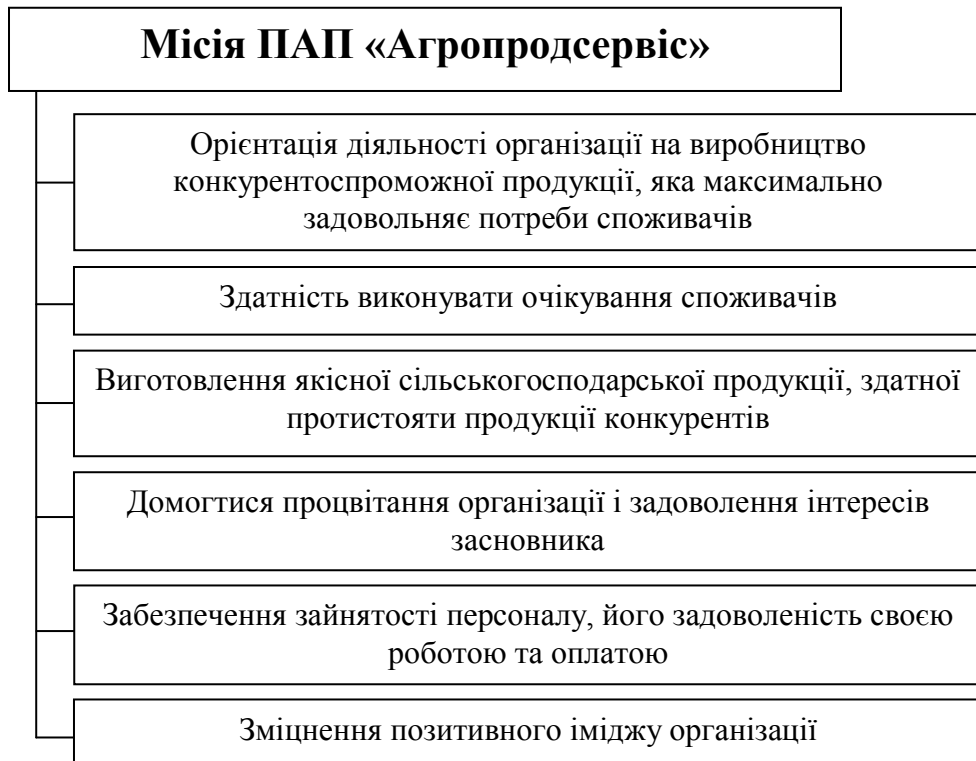 Місія ПАП «Агропродсервіс»
Орієнтація діяльності організації на виробництво
конкурентоспроможної продукції, яка максимально
задовольняє потреби споживачів
Здатність виконувати очікування споживачів
Виготовлення якісної сільськогосподарської продукції, здатної
протистояти продукції конкурентів
Домогтися процвітання організації і задоволення інтересів
засновника
Забезпечення зайнятості персоналу, його задоволеність своєю
роботою та оплатою
Зміцнення позитивного іміджу організації